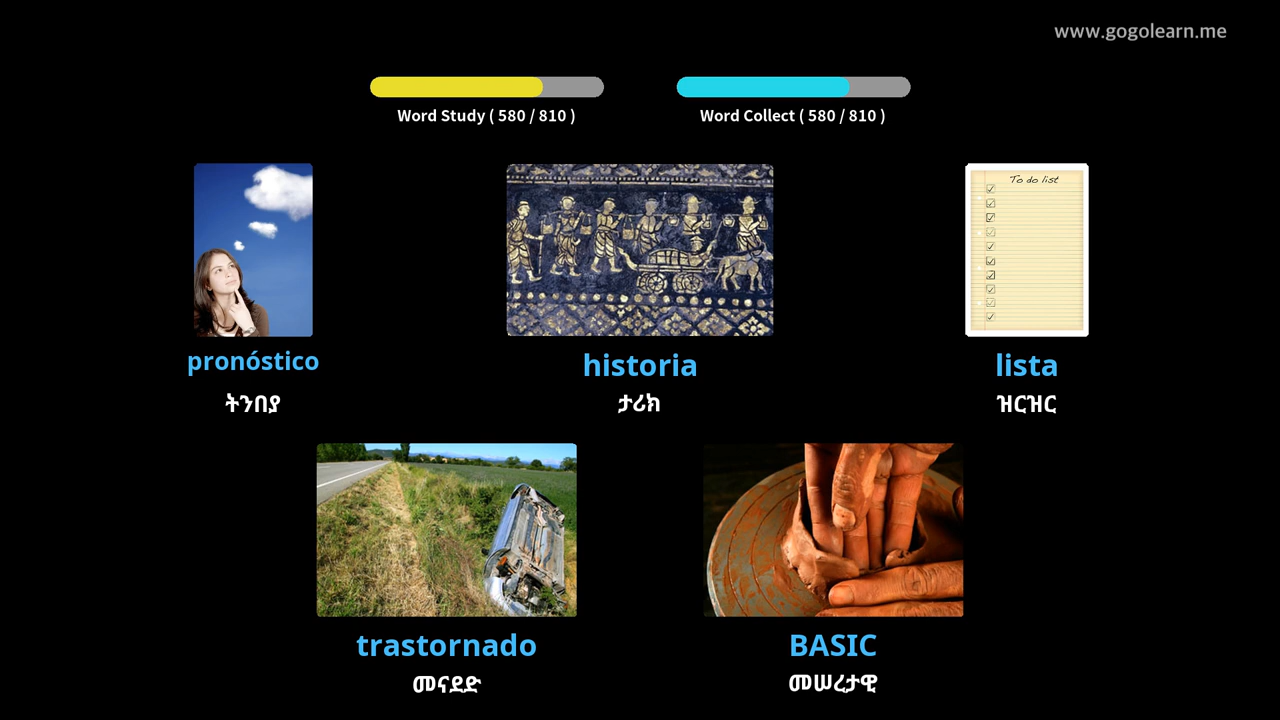 www.gogolearn.me
Word Study ( 580 / 810 )
Word Collect ( 580 / 810 )
To do list
pronóstico
ትንበያ
historia
ታሪክ
lista
ዝርዝር
trastornado
መናደድ
BASIC
መሠረታዊ